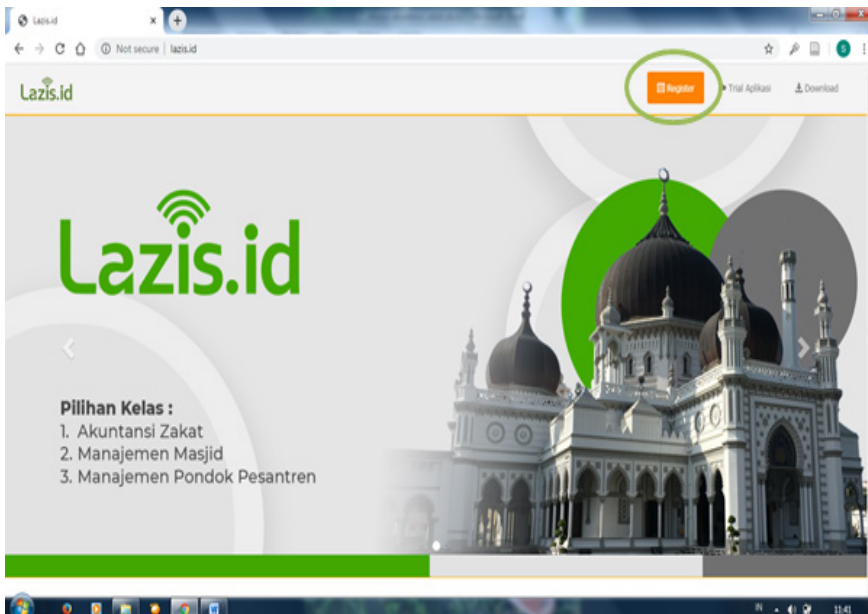 Lazis.id
Not secure | lazis.id
S
Lazis.id
Register
Trial Aplikasi
Download
Lazis.id
Pilihan Kelas :
1. Akuntansi Zakat
2. Manajemen Masjid
3. Manajemen Pondok Pesantren
IN
11:41